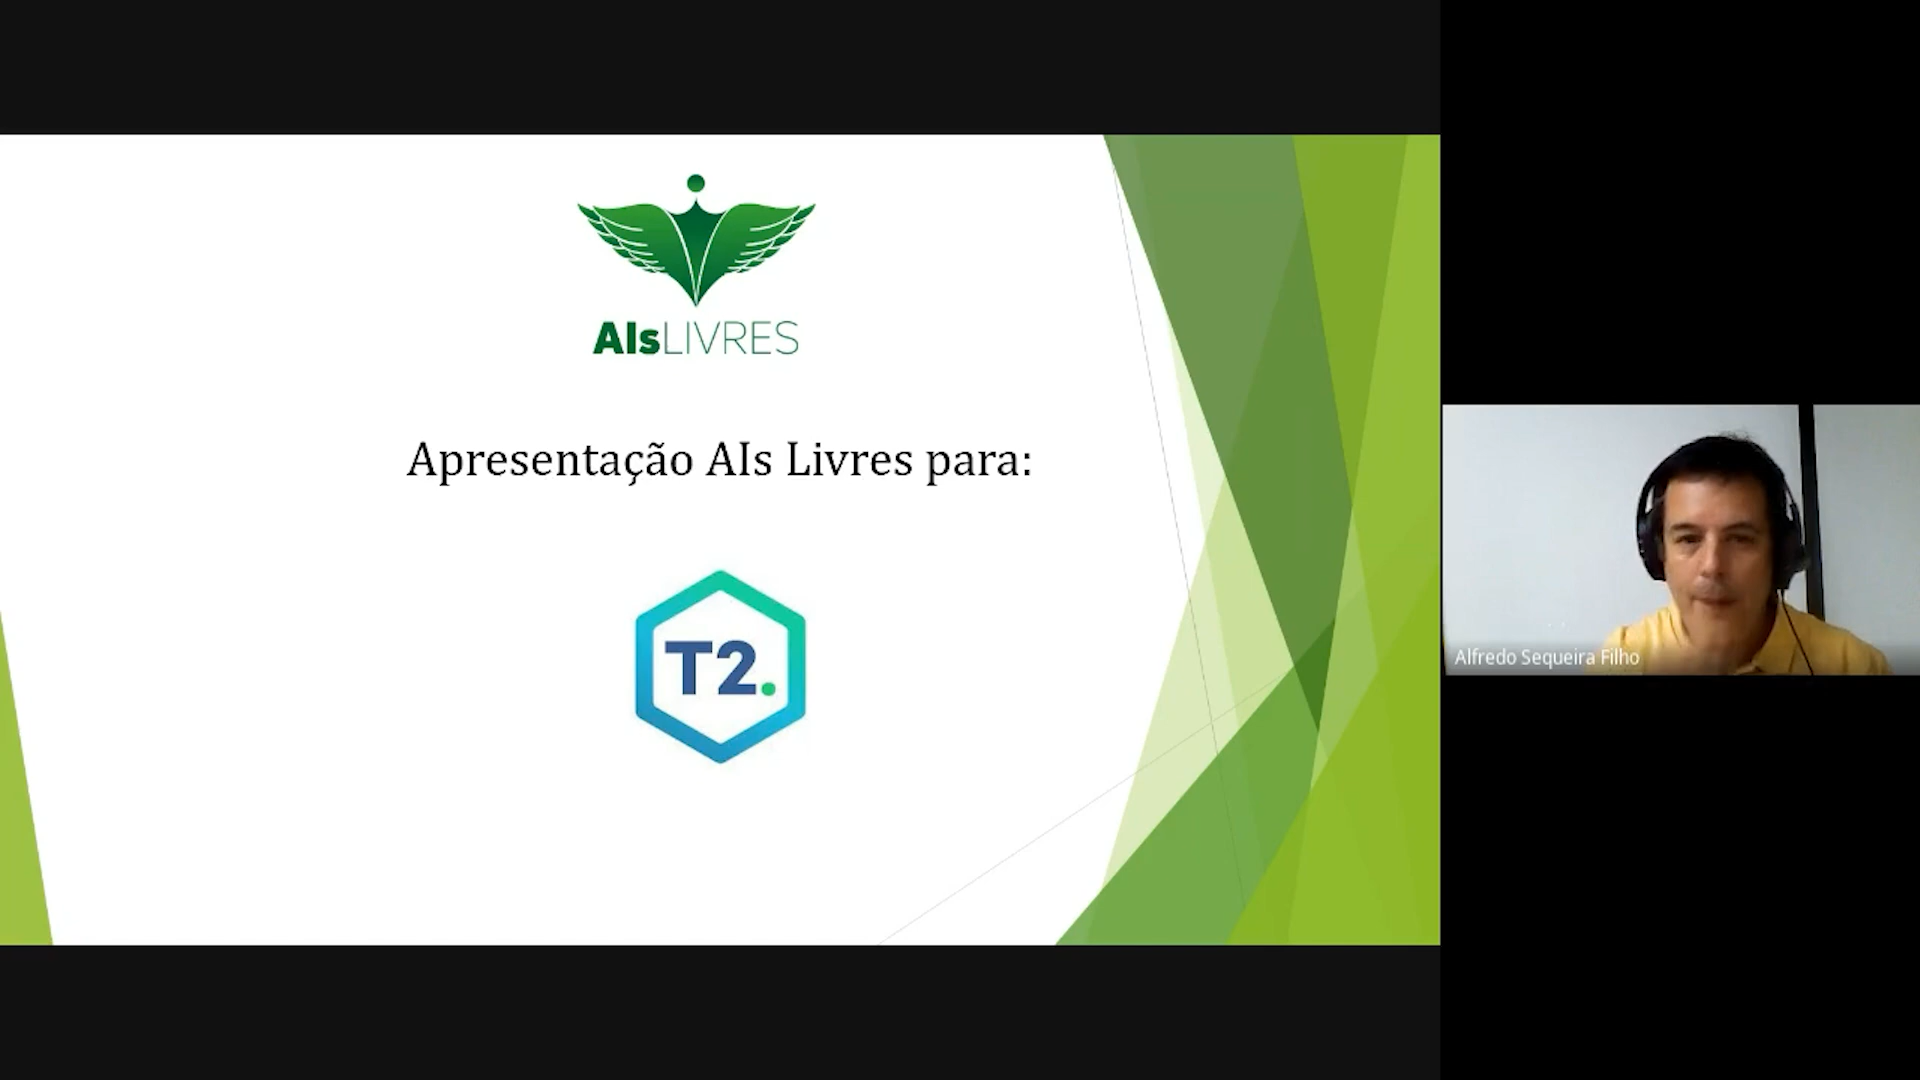 AIsLIVRES
Apresentação AIs Livres para:
T2.
Alfredo Sequeira Filho